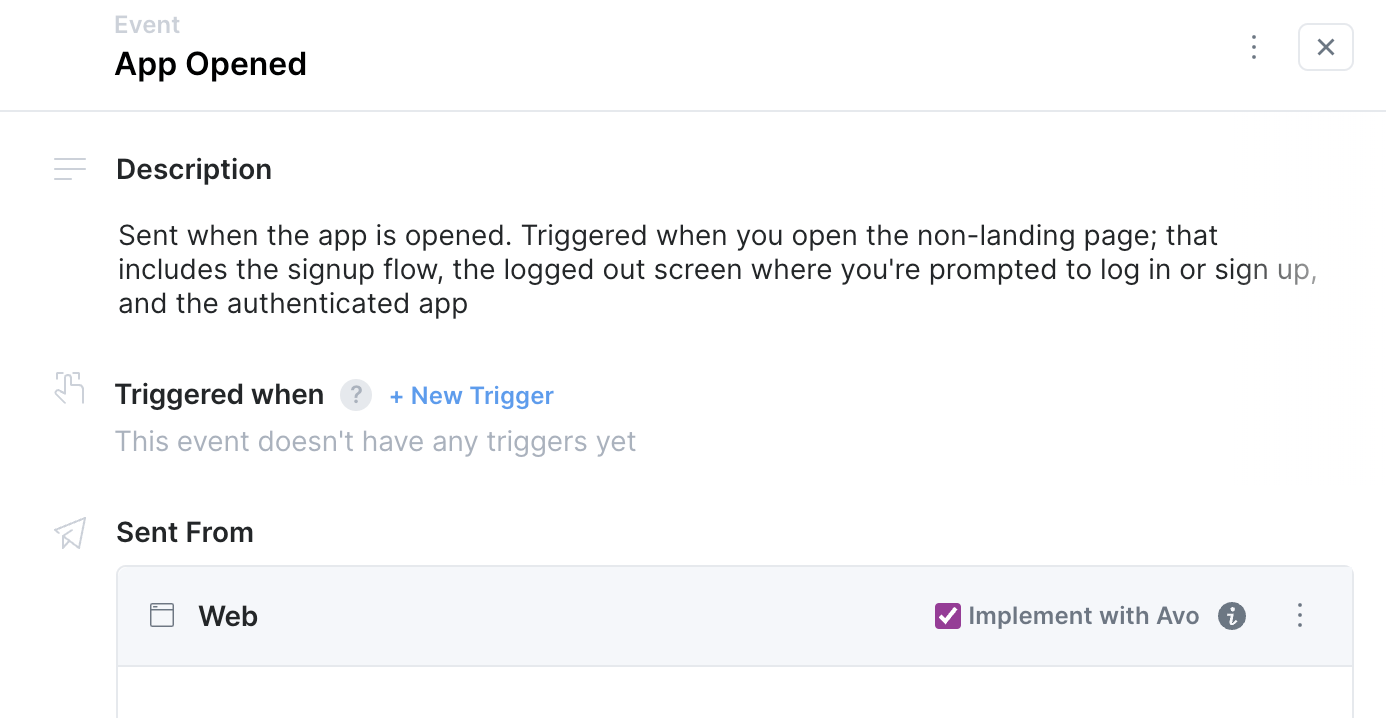 Event
App Opened
Description
Sent when the app is opened. Triggered when you open the non-landing page; that
includes the signup flow, the logged out screen where you're prompted to log in or sign up,
and the authenticated app
Triggered when ? + New Trigger
This event doesn't have any triggers yet
Sent From
Web Implement with Avo i